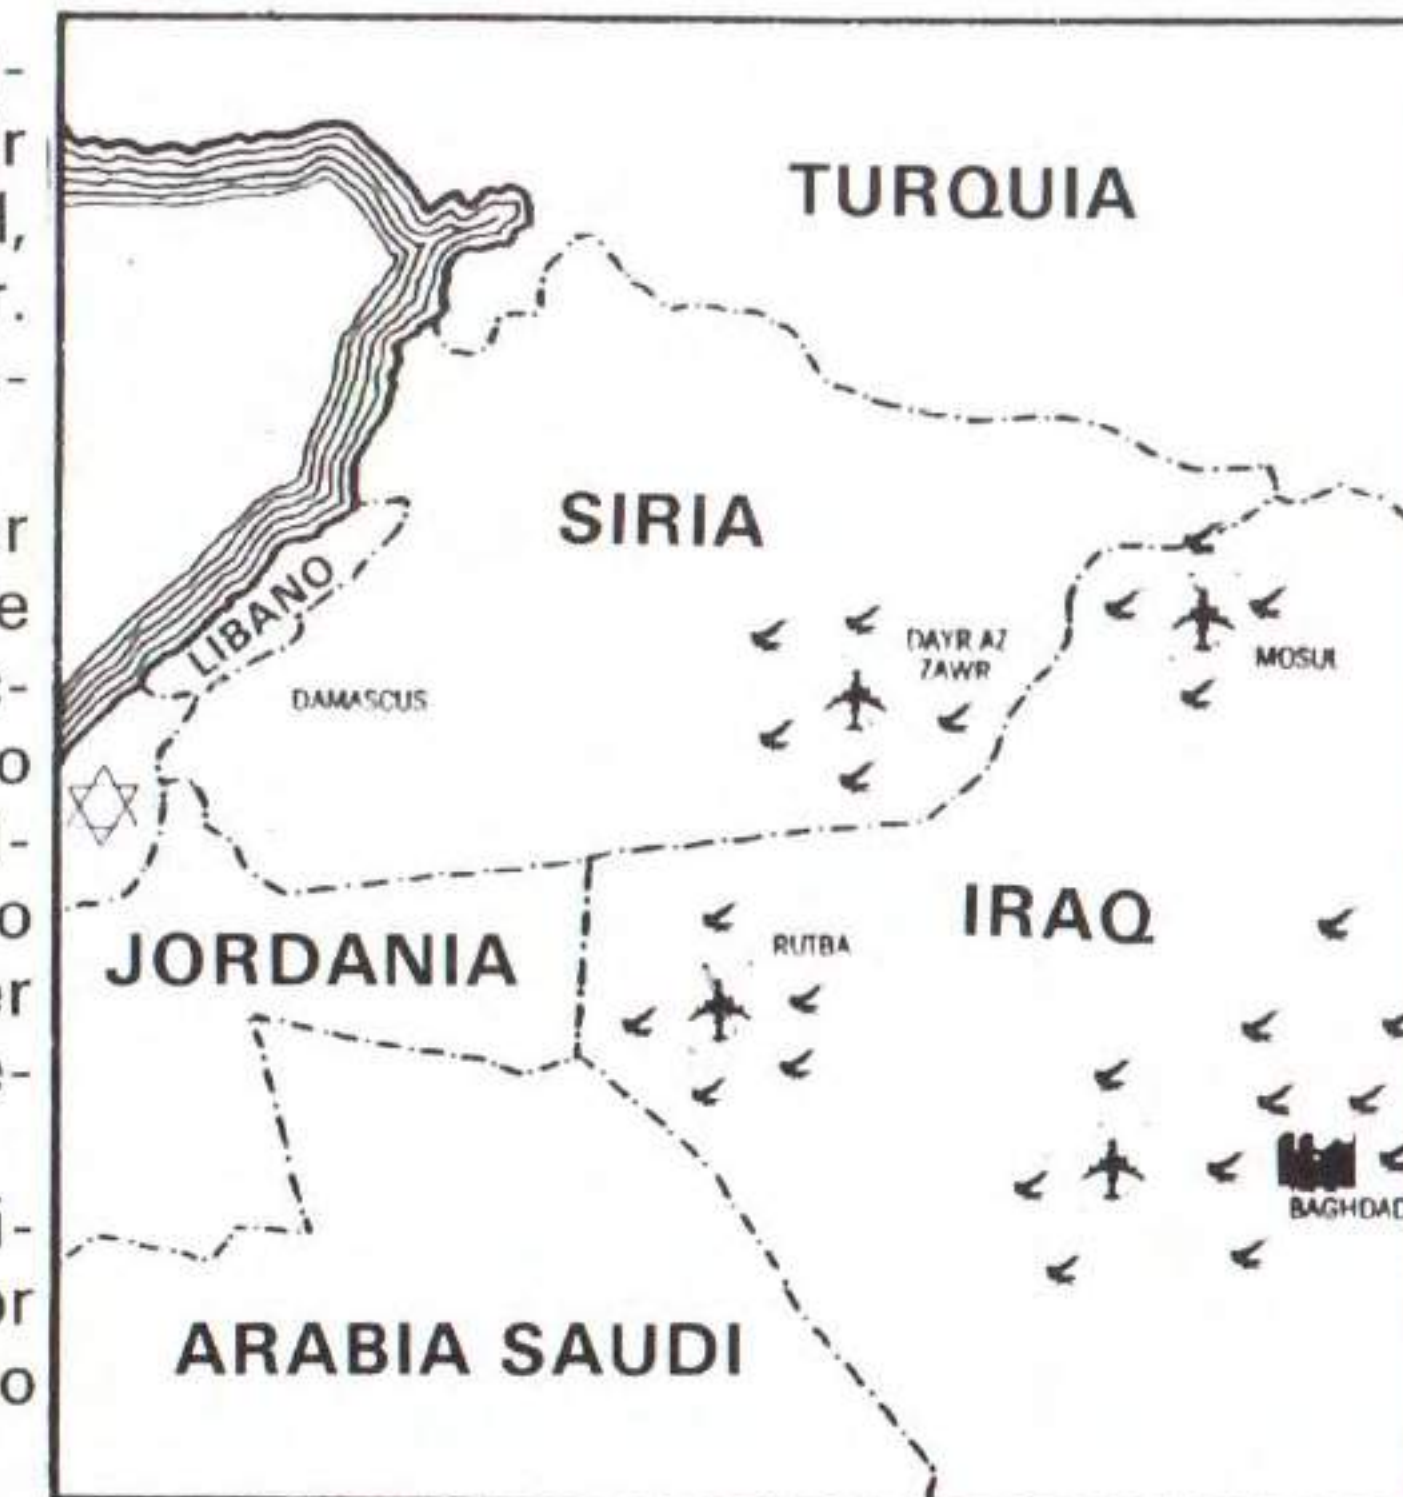 TURQUIA
SIRIA
LIBANO
DAYR AZ
ZAWR
MOSUL
DAMASCUS
IRAQ
RUTBA
JORDANIA
BAGHDAD
ARABIA SAUDI